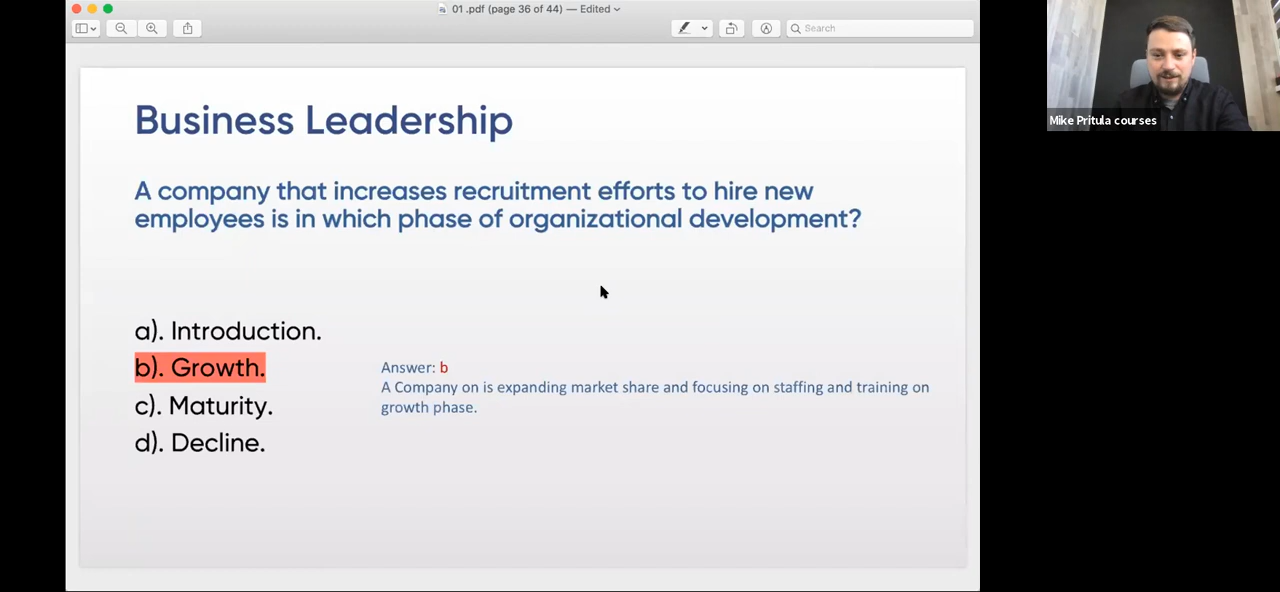 01 .pdf (page 36 of 44) — Edited
Search
Business Leadership
A company that increases recruitment efforts to hire new
employees is in which phase of organizational development?
a). Introduction.
b). Growth.
c). Maturity.
d). Decline.
Answer: b
A Company on is expanding market share and focusing on staffing and training on
growth phase.
Mike Pritula courses